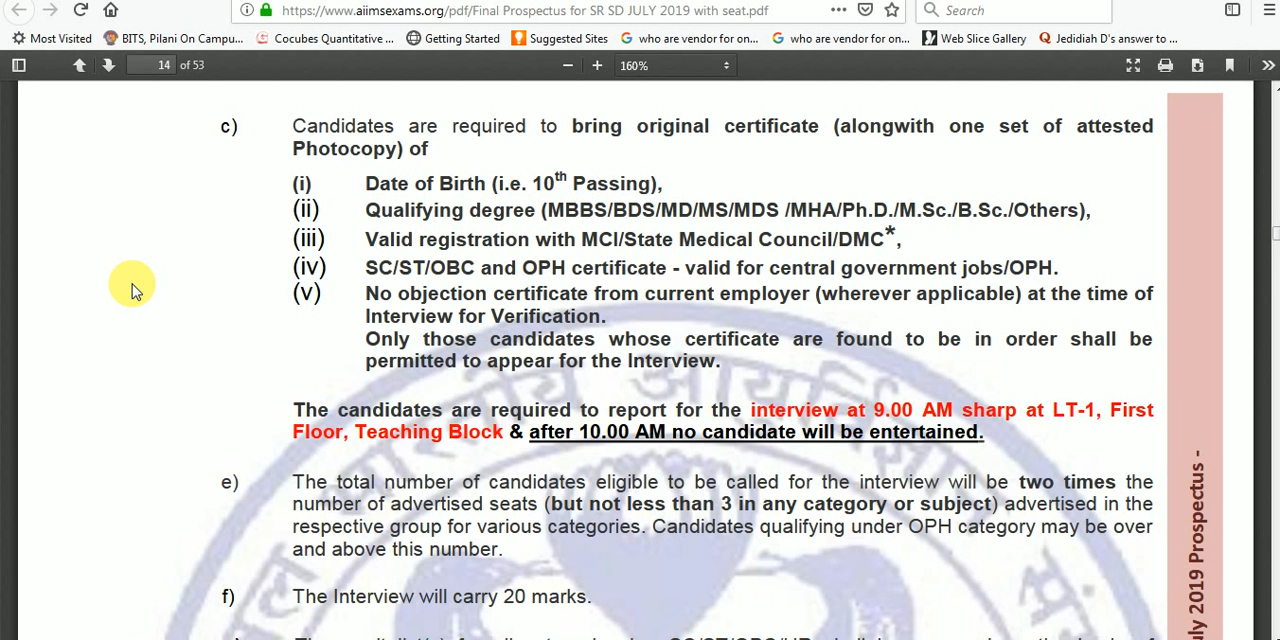 https://www.aiimsexams.org/pdf/Final Prospectus for SR SD JULY 2019 with seat.pdf
Search
Most Visited
BITS, Pilani On Campu...
Cocubes Quantitative ...
Getting Started
Suggested Sites
who are vendor for on...
who are vendor for on...
Web Slice Gallery
Jedidiah D's answer to ...
14 of 53
160%
c) Candidates are required to bring original certificate (alongwith one set of attested
Photocopy) of
(i) Date of Birth (i.e. 10th Passing),
(ii) Qualifying degree (MBBS/BDS/MD/MS/MDS /MHA/Ph.D./M.Sc./B.Sc./Others),
(iii) Valid registration with MCI/State Medical Council/DMC*,
(iv) SC/ST/OBC and OPH certificate - valid for central government jobs/OPH.
(v) No objection certificate from current employer (wherever applicable) at the time of
Interview for Verification.
Only those candidates whose certificate are found to be in order shall be
permitted to appear for the Interview.
The candidates are required to report for the interview at 9.00 AM sharp at LT-1, First
Floor, Teaching Block & after 10.00 AM no candidate will be entertained.
e) The total number of candidates eligible to be called for the interview will be two times the
number of advertised seats (but not less than 3 in any category or subject) advertised in the
respective group for various categories. Candidates qualifying under OPH category may be over
and above this number.
f) The Interview will carry 20 marks.
uly 2019 Prospectus -